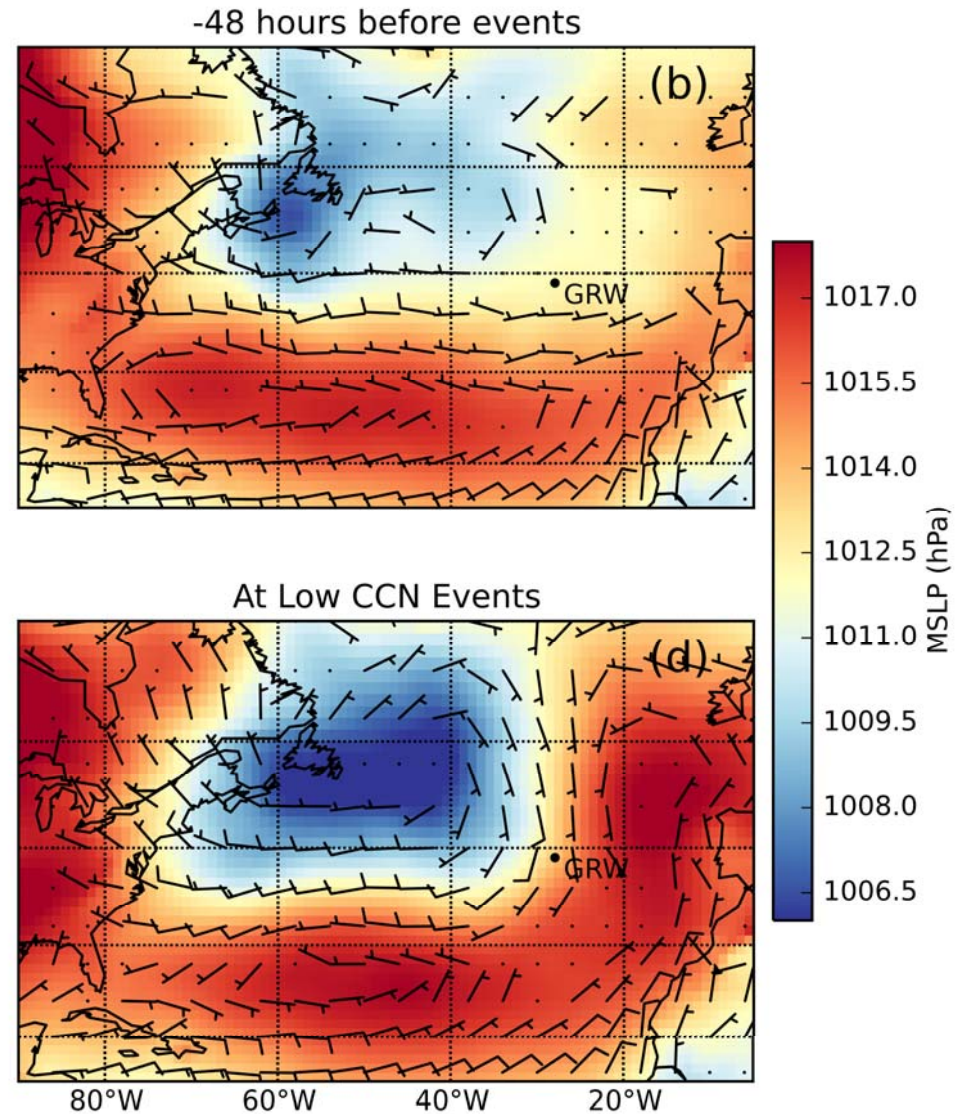 -48 hours before events
(b)
GRW
1017.0
1015.5
1014.0
1012.5
1011.0
1009.5
1008.0
1006.5
MSLP (hPa)
At Low CCN Events
(d)
GRW
80°W 60°W 40°W 20°W